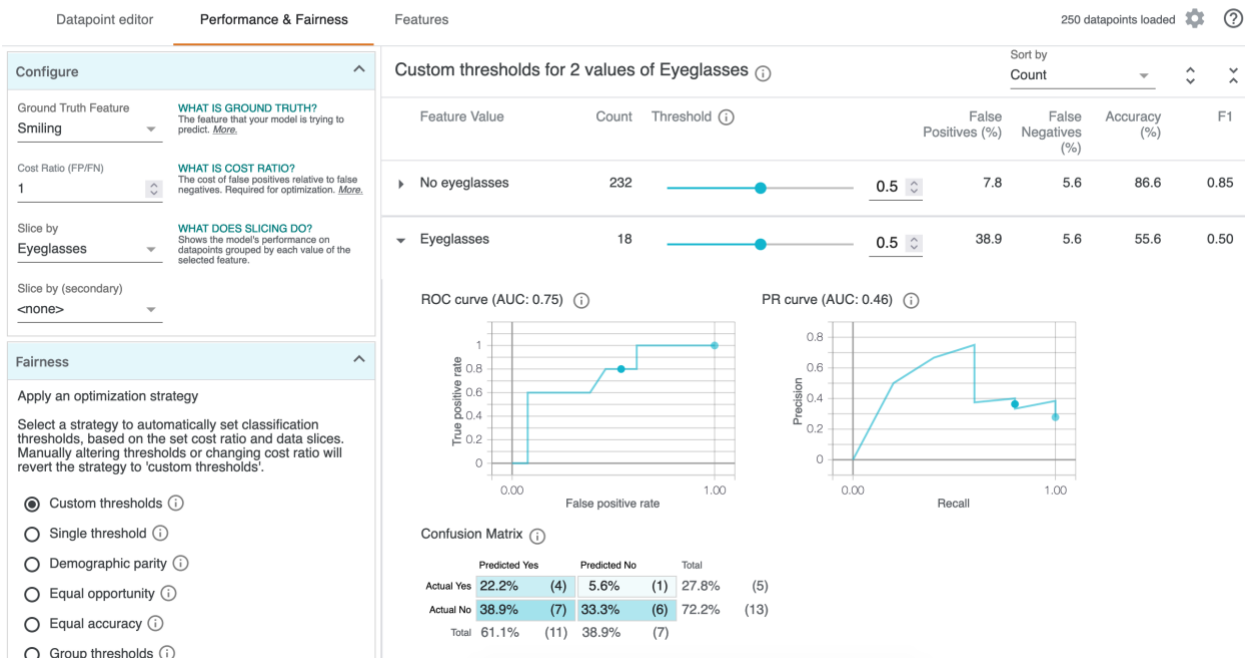 Datapoint editor Performance & Fairness Features 250 datapoints loaded
Configure
Ground Truth Feature
Smiling
WHAT IS GROUND TRUTH?
The feature that your model is trying to
predict. More.
Cost Ratio (FP/FN)
1
WHAT IS COST RATIO?
The cost of false positives relative to false
negatives. Required for optimization. More.
Slice by
Eyeglasses
WHAT DOES SLICING DO?
Shows the model's performance on
datapoints grouped by each value of the
selected feature.
Slice by (secondary)
<none>
Fairness
Apply an optimization strategy
Select a strategy to automatically set classification
thresholds, based on the set cost ratio and data slices.
Manually altering thresholds or changing cost ratio will
revert the strategy to 'custom thresholds'.
Custom thresholds
Single threshold
Demographic parity
Equal opportunity
Equal accuracy
Group thresholds
Custom thresholds for 2 values of Eyeglasses
Sort by
Count
Feature Value Count Threshold False Positives (%) False Negatives (%) Accuracy (%) F1
No eyeglasses 232 0.5 7.8 5.6 86.6 0.85
Eyeglasses 18 0.5 38.9 5.6 55.6 0.50
ROC curve (AUC: 0.75)
True positive rate
1
0.8
0.6
0.4
0.2
0
0.00 1.00
False positive rate
PR curve (AUC: 0.46)
Precision
0.8
0.6
0.4
0.2
0
0.00 1.00
Recall
Confusion Matrix
Predicted Yes Predicted No Total
Actual Yes 22.2% (4) 5.6% (1) 27.8% (5)
Actual No 38.9% (7) 33.3% (6) 72.2% (13)
Total 61.1% (11) 38.9% (7)